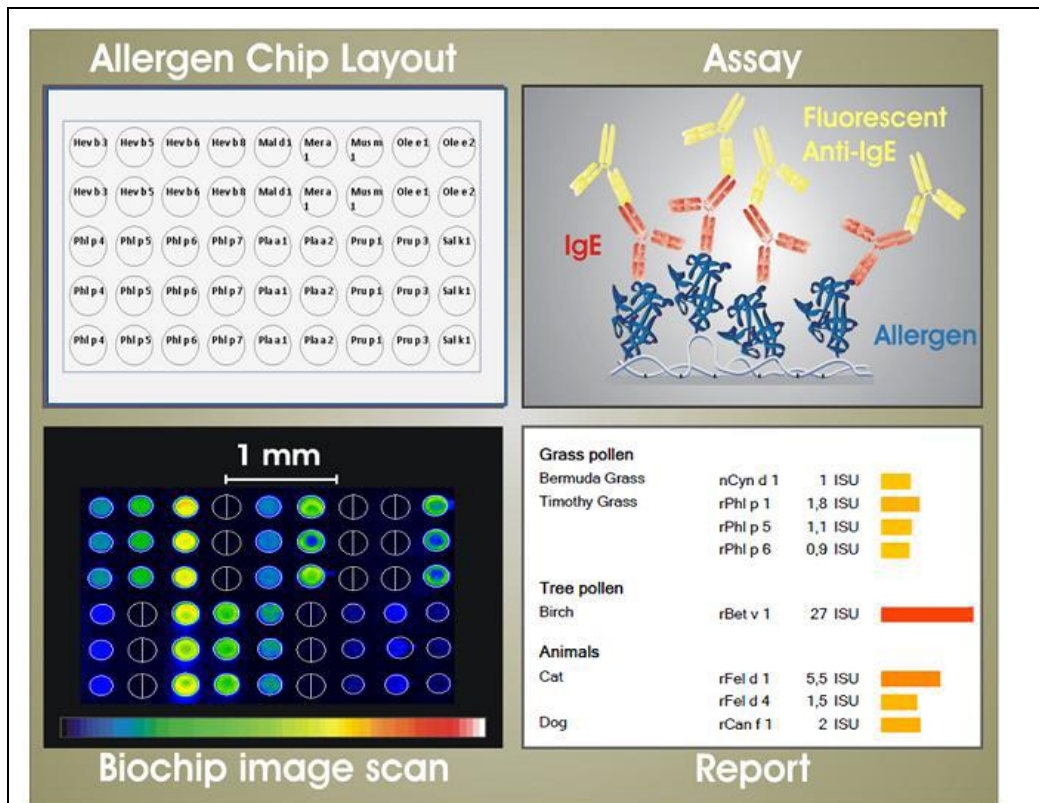 Allergen Chip Layout
Hev b 3 Hev b 5 Hev b 6 Hev b 8 Mal d 1 Mer a 1 Mus m 1 Ole e 1 Ole e 2
Hev b 3 Hev b 5 Hev b 6 Hev b 8 Mal d 1 Mer a 1 Mus m 1 Ole e 1 Ole e 2
Phl p 4 Phl p 5 Phl p 6 Phl p 7 Pla a 1 Pla a 2 Pru p 1 Pru p 3 Sal k 1
Phl p 4 Phl p 5 Phl p 6 Phl p 7 Pla a 1 Pla a 2 Pru p 1 Pru p 3 Sal k 1
Phl p 4 Phl p 5 Phl p 6 Phl p 7 Pla a 1 Pla a 2 Pru p 1 Pru p 3 Sal k 1
Assay
Fluorescent
Anti-IgE
IgE
Allergen
1 mm
Biochip image scan
Grass pollen
Bermuda Grass nCyn d 1 1 ISU
Timothy Grass rPhl p 1 1,8 ISU
rPhl p 5 1,1 ISU
rPhl p 6 0,9 ISU
Tree pollen
Birch rBet v 1 27 ISU
Animals
Cat rFel d 1 5,5 ISU
rFel d 4 1,5 ISU
Dog rCan f 1 2 ISU
Report